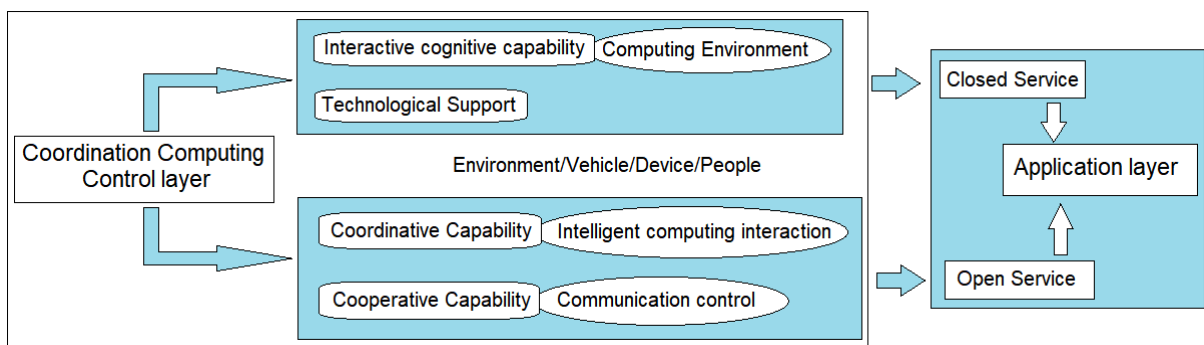 Interactive cognitive capability
Computing Environment
Technological Support
Coordination Computing
Control layer
Environment/Vehicle/Device/People
Coordinative Capability
Intelligent computing interaction
Cooperative Capability
Communication control
Closed Service
Application layer
Open Service